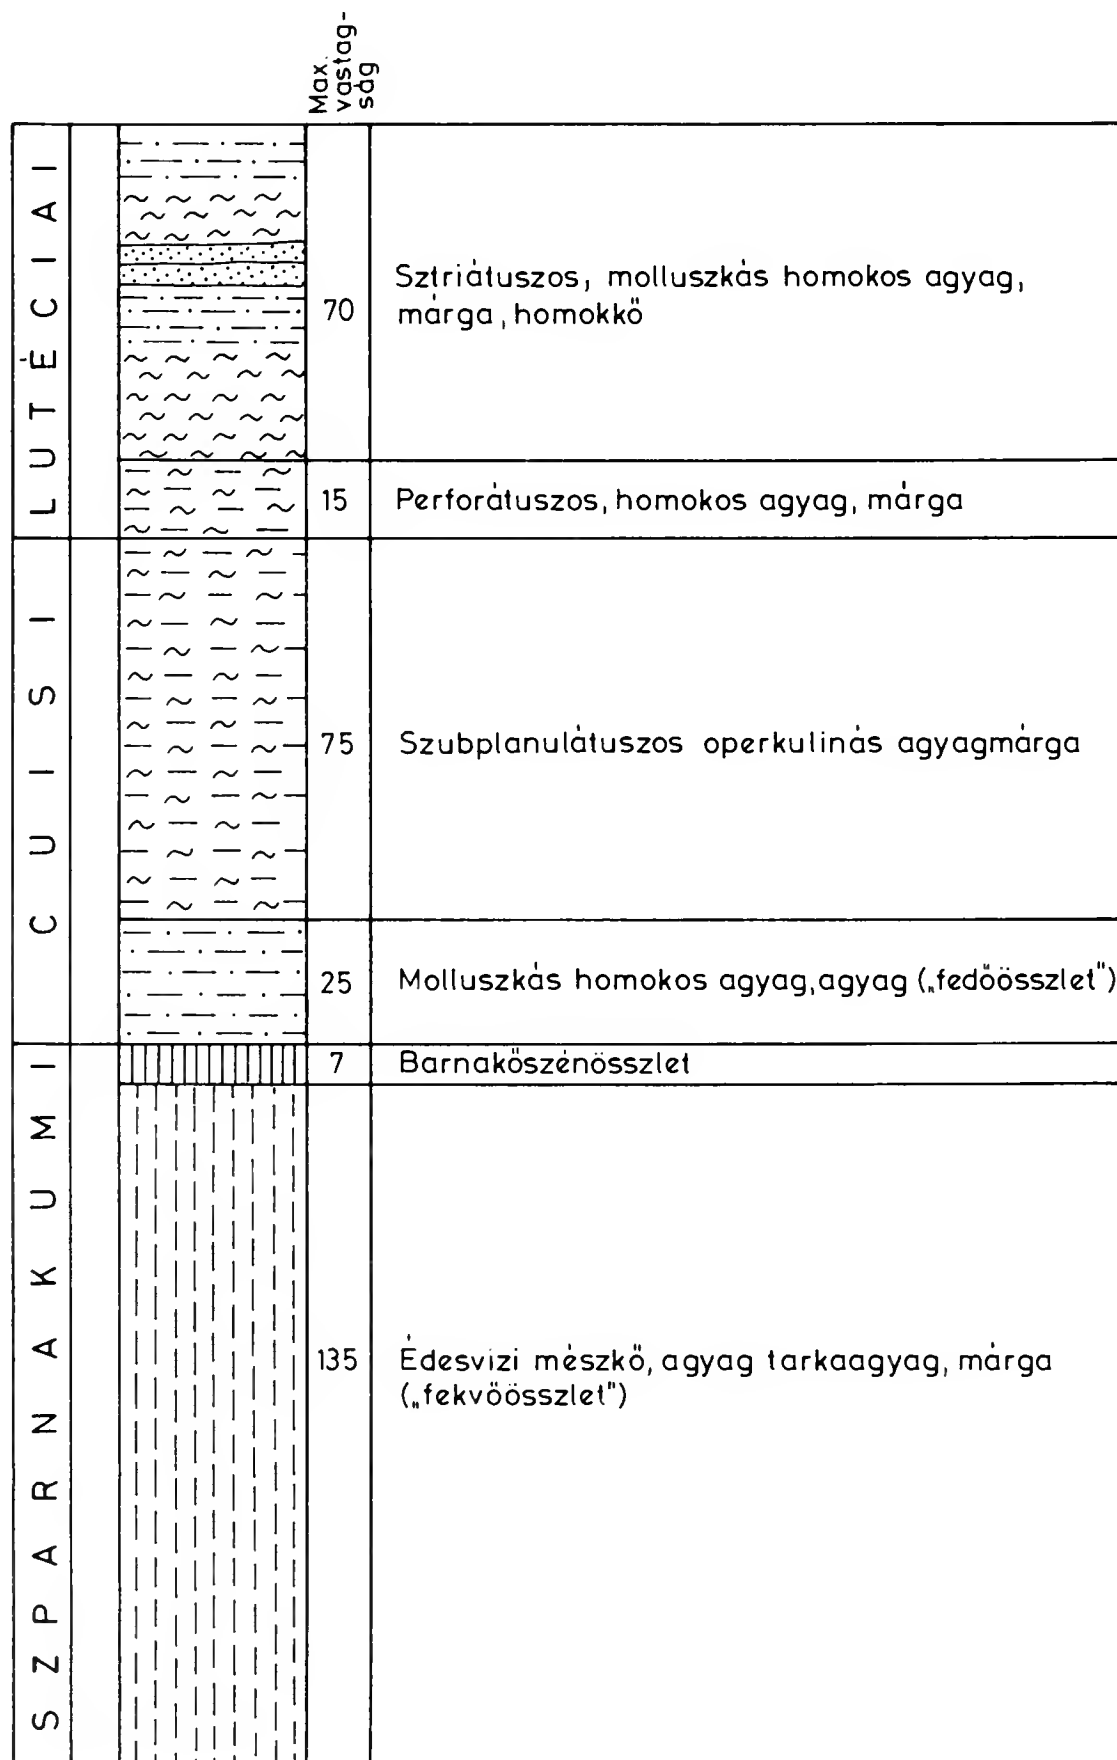 Max.
vastag-
ság
LUTÉCIAI
70
Sztriátuszos, molluszkás homokos agyag,
márga, homokkő
15
Perforátuszos, homokos agyag, márga
CUISI
75
Szubplanulátuszos operkulinás agyagmárga
25
Molluszkás homokos agyag, agyag („fedőösszlet")
SZPARNAKUMI
7
Barnakőszénösszlet
135
Édesvizi mészkő, agyag tarkaagyag, márga
(„fekvőösszlet")